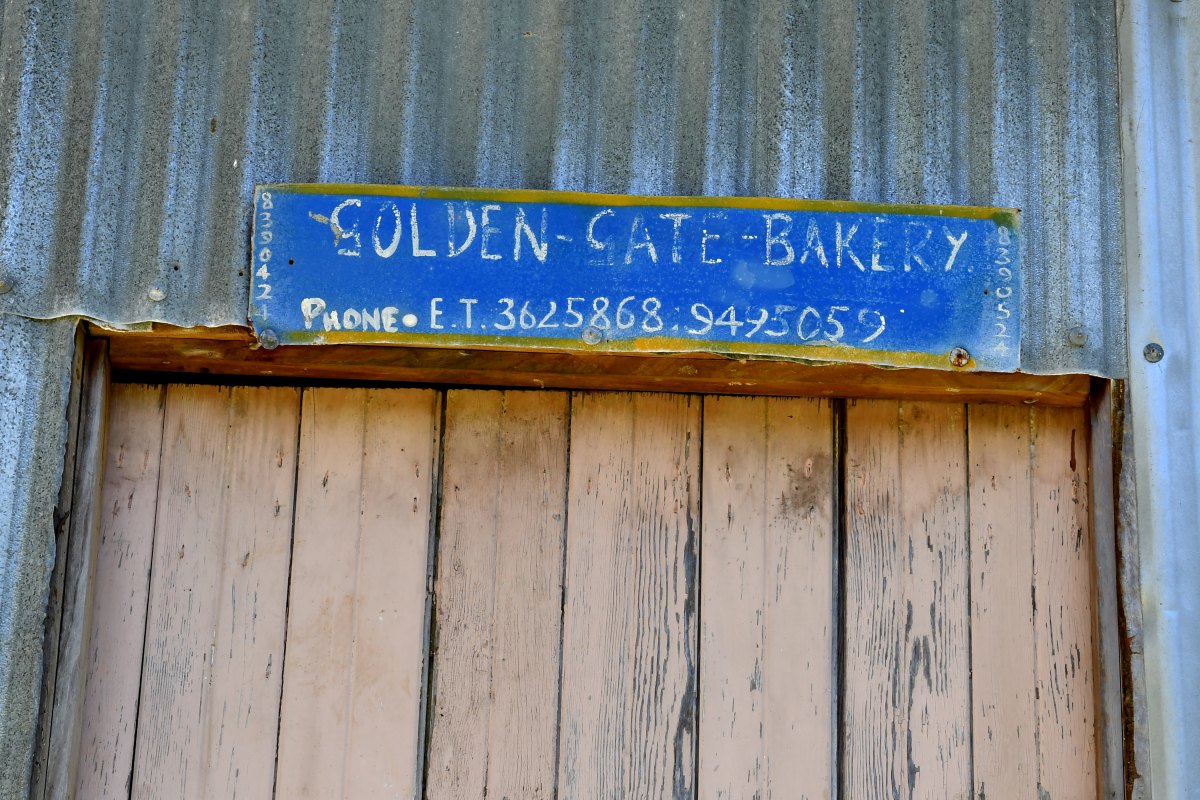 GOLDEN-GATE-BAKERY.
PHONE. E.T. 3625868: 9495059